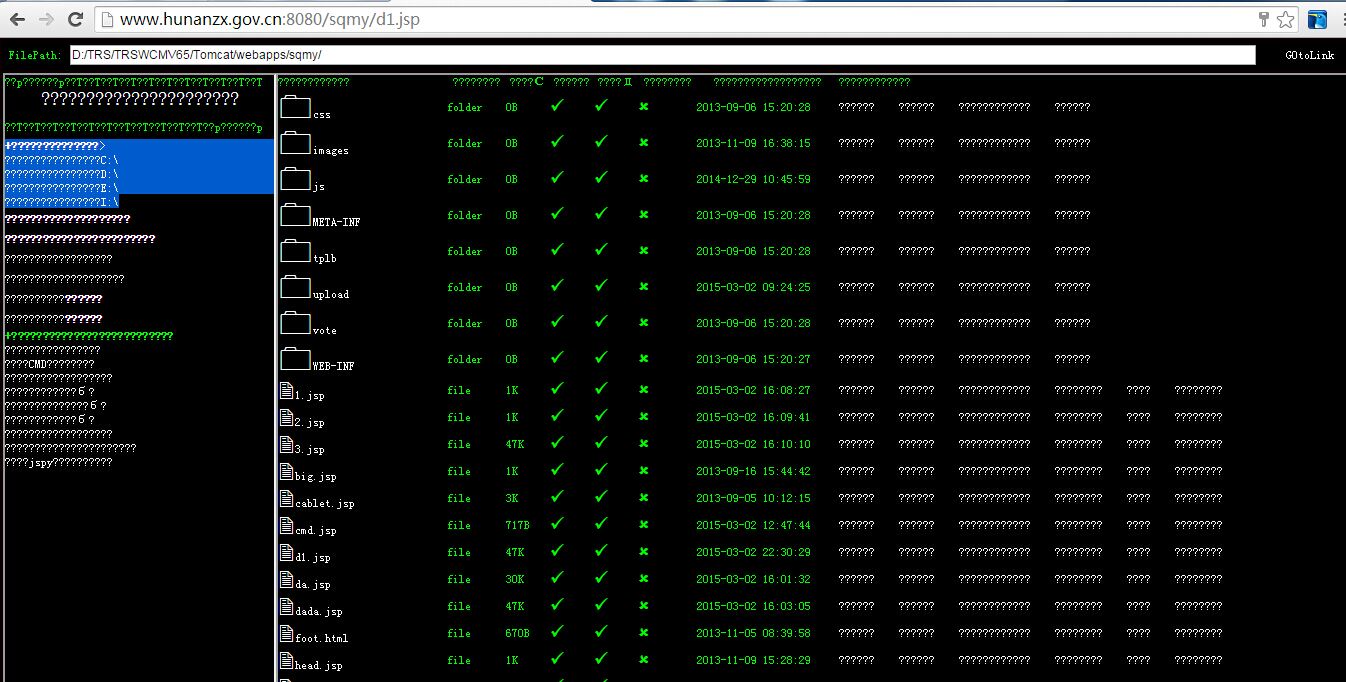 www.hunanzx.gov.cn:8080/sqmy/d1.jsp
FilePath: D:/TRS/TRSWCMV65/Tomcat/webapps/sqmy/ GOtoLink
??????????????????????
+???????????????>
????????????????C:\
????????????????D:\
????????????????E:\
????????????????I:\
????CMD????????
????jspy??????????
css folder 0B ✓ ✓ ✖ 2013-09-06 15:20:28 ?????? ?????? ???????????? ??????
images folder 0B ✓ ✓ ✖ 2013-11-09 16:38:15 ?????? ?????? ???????????? ??????
js folder 0B ✓ ✓ ✖ 2014-12-29 10:45:59 ?????? ?????? ???????????? ??????
META-INF folder 0B ✓ ✓ ✖ 2013-09-06 15:20:28 ?????? ?????? ???????????? ??????
tplb folder 0B ✓ ✓ ✖ 2013-09-06 15:20:28 ?????? ?????? ???????????? ??????
upload folder 0B ✓ ✓ ✖ 2015-03-02 09:24:25 ?????? ?????? ???????????? ??????
vote folder 0B ✓ ✓ ✖ 2013-09-06 15:20:28 ?????? ?????? ???????????? ??????
WEB-INF folder 0B ✓ ✓ ✖ 2013-09-06 15:20:27 ?????? ?????? ???????????? ??????
1.jsp file 1K ✓ ✓ ✖ 2015-03-02 16:08:27 ?????? ?????? ???????????? ???????? ???? ????????
2.jsp file 1K ✓ ✓ ✖ 2015-03-02 16:09:41 ?????? ?????? ???????????? ???????? ???? ????????
3.jsp file 47K ✓ ✓ ✖ 2015-03-02 16:10:10 ?????? ?????? ???????????? ???????? ???? ????????
big.jsp file 1K ✓ ✓ ✖ 2013-09-16 15:44:42 ?????? ?????? ???????????? ???????? ???? ????????
cablet.jsp file 3K ✓ ✓ ✖ 2013-09-05 10:12:15 ?????? ?????? ???????????? ???????? ???? ????????
cmd.jsp file 717B ✓ ✓ ✖ 2015-03-02 12:47:44 ?????? ?????? ???????????? ???????? ???? ????????
d1.jsp file 47K ✓ ✓ ✖ 2015-03-02 22:30:29 ?????? ?????? ???????????? ???????? ???? ????????
da.jsp file 30K ✓ ✓ ✖ 2015-03-02 16:01:32 ?????? ?????? ???????????? ???????? ???? ????????
dada.jsp file 47K ✓ ✓ ✖ 2015-03-02 16:03:05 ?????? ?????? ???????????? ???????? ???? ????????
foot.html file 670B ✓ ✓ ✖ 2013-11-05 08:39:58 ?????? ?????? ???????????? ???????? ???? ????????
head.jsp file 1K ✓ ✓ ✖ 2013-11-09 15:28:29 ?????? ?????? ???????????? ???????? ???? ????????